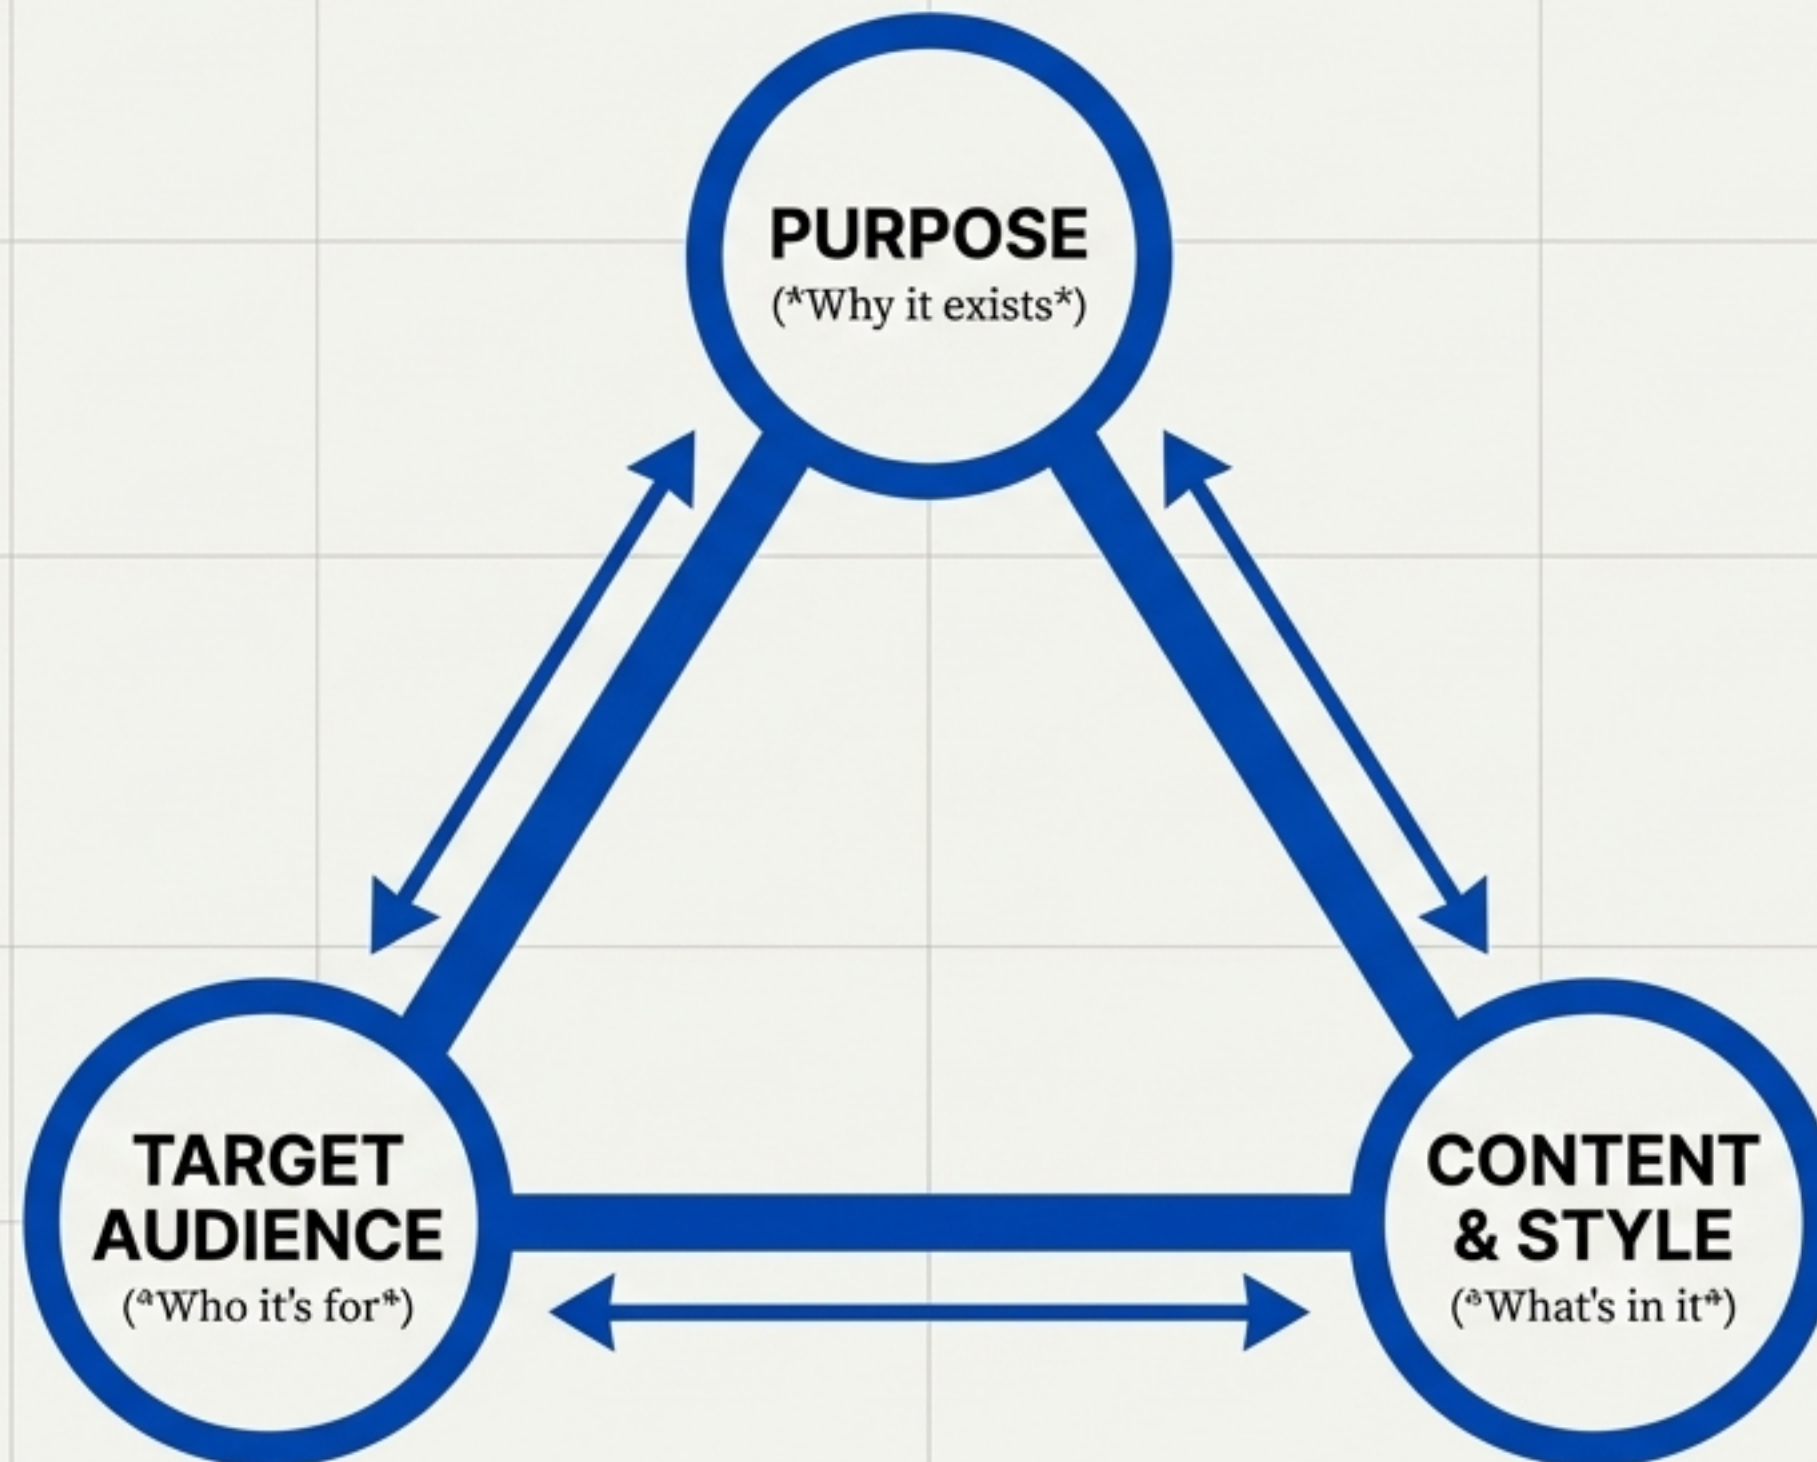 PURPOSE
(*Why it exists*)
TARGET
AUDIENCE
(*Who it's for*)
CONTENT
& STYLE
(*What's in it*)